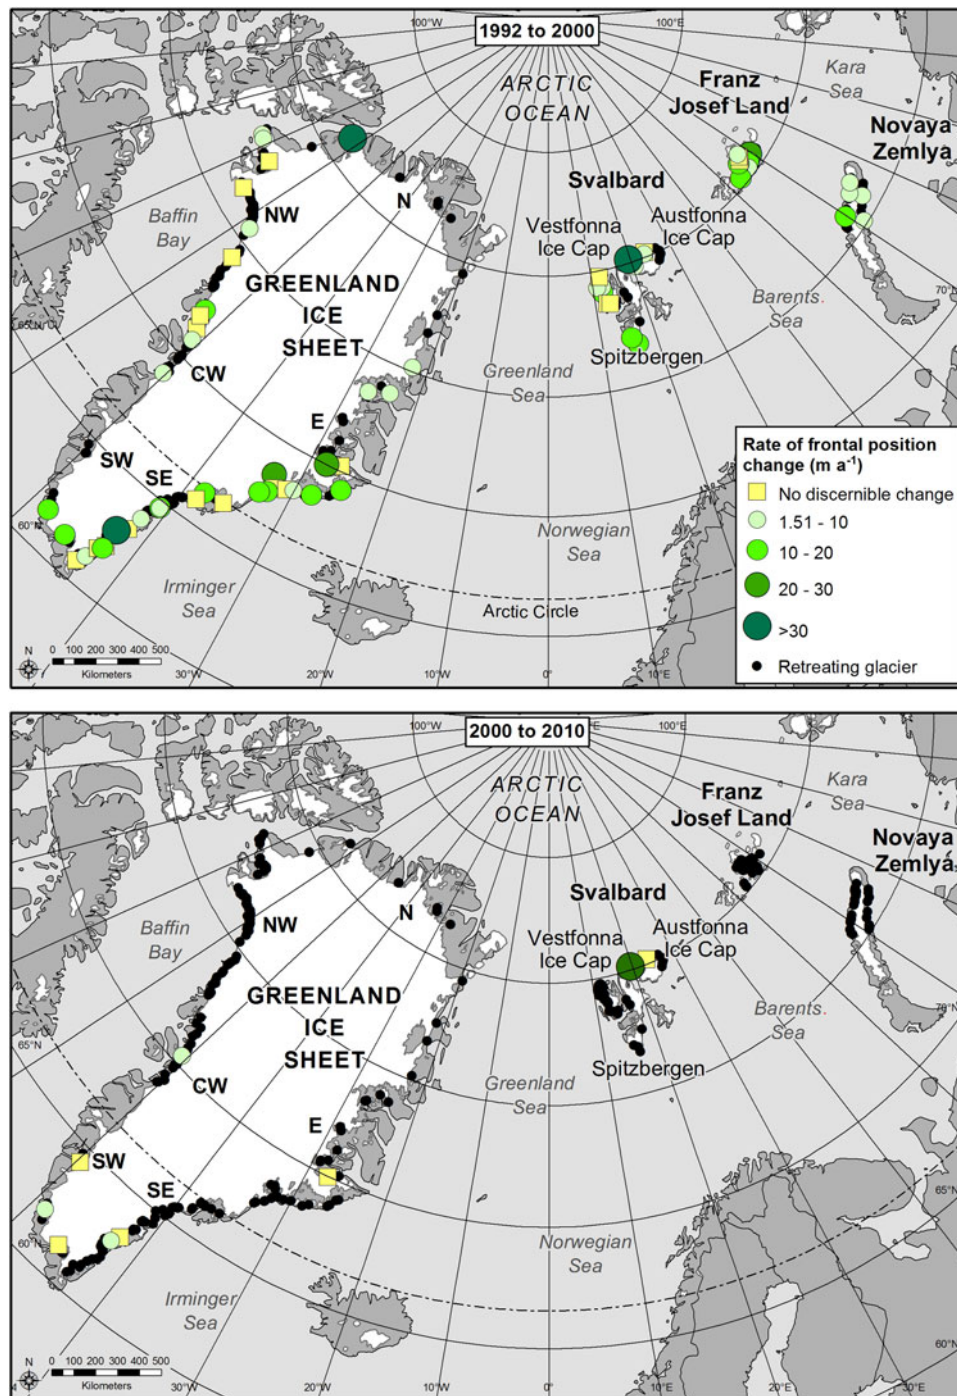 100°W
1992 to 2000
100°E
ARCTIC
OCEAN
Franz
Josef Land
Kara
Sea
Novaya
Zemlya
Svalbard
Baffin
Bay
NW
N
Vestfonna
Ice Cap
Austfonna
Ice Cap
GREENLAND
ICE
SHEET
70°N
Barents
Sea
65°N
CW
Greenland
Sea
Spitzbergen
E
SW
SE
60°N
Norwegian
Sea
Irminger
Sea
Arctic Circle
Rate of frontal position
change (m a⁻¹)
No discernible change
1.51 - 10
10 - 20
20 - 30
>30
Retreating glacier
N
0 100 200 300 400 500
Kilometers
30°W
20°W
10°W
0°
10°E
20°E
100°W
2000 to 2010
100°E
ARCTIC
OCEAN
Franz
Josef Land
Kara
Sea
Novaya
Zemlya
Svalbard
Baffin
Bay
NW
N
Vestfonna
Ice Cap
Austfonna
Ice Cap
GREENLAND
ICE
SHEET
70°N
Barents
Sea
65°N
CW
Greenland
Sea
Spitzbergen
E
SW
SE
65°N
60°N
Norwegian
Sea
Irminger
Sea
60°N
N
0 100 200 300 400 500
Kilometers
30°W
20°W
10°W
0°
10°E
20°E